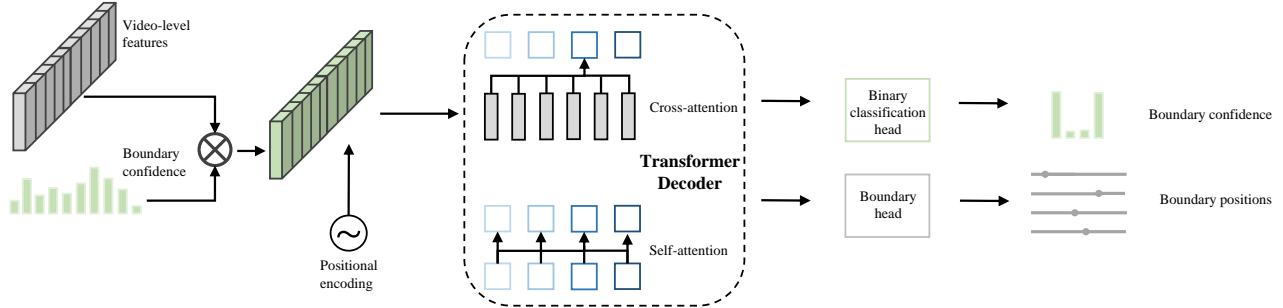 Video-level
features
Boundary
confidence
Positional
encoding
Cross-attention
Transformer
Decoder
Self-attention
Binary
classification
head
Boundary
head
Boundary confidence
Boundary positions